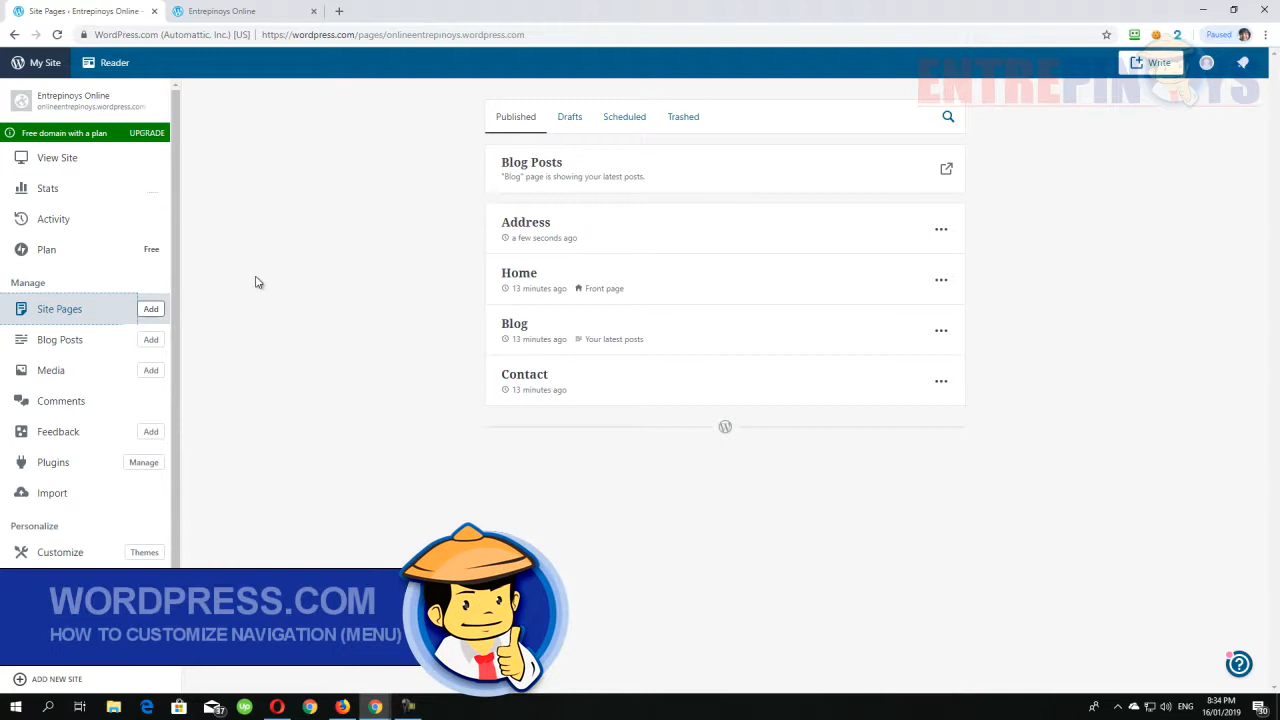 Site Pages ‹ Entrepinoys Online -
Entrepinoys Online
WordPress.com (Automattic, Inc.) [US] | https://wordpress.com/pages/onlineentrepinoys.wordpress.com
Paused
My Site
Reader
Write
ENTREPINOYS
Entrepinoys Online
onlineentrepinoys.wordpress.com
Free domain with a plan UPGRADE
View Site
Stats
Activity
Plan Free
Manage
Site Pages Add
Blog Posts Add
Media Add
Comments
Feedback Add
Plugins Manage
Import
Personalize
Customize Themes
ADD NEW SITE
Published Drafts Scheduled Trashed
Blog Posts
"Blog" page is showing your latest posts.
Address
a few seconds ago
Home
13 minutes ago Front page
Blog
13 minutes ago Your latest posts
Contact
13 minutes ago
WORDPRESS.COM
HOW TO CUSTOMIZE NAVIGATION (MENU)
37
ENG
8:34 PM
16/01/2019
30